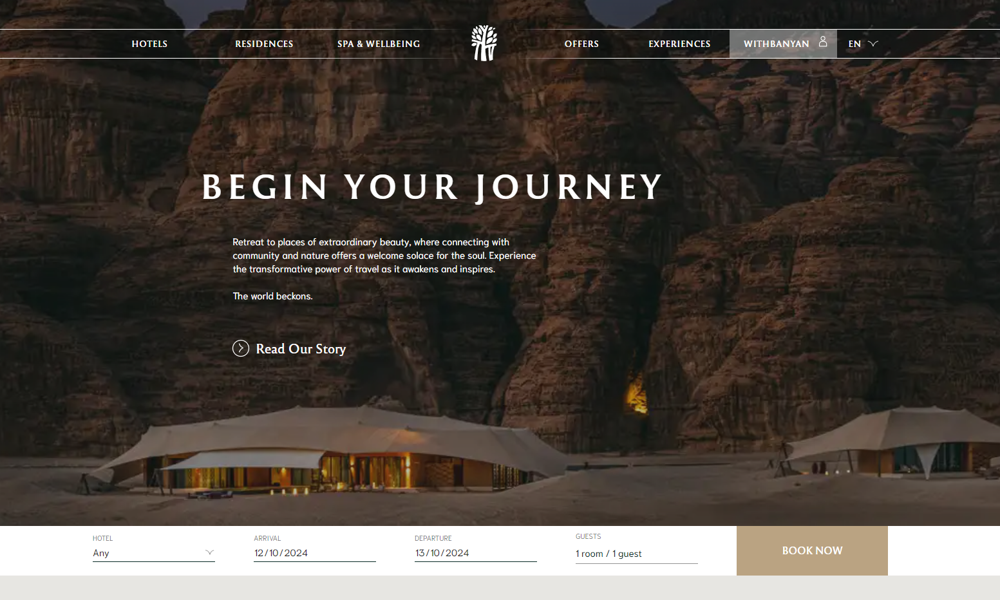 HOTELS
RESIDENCES
SPA & WELLBEING
OFFERS
EXPERIENCES
WITHBANYAN
EN
BEGIN YOUR JOURNEY
Retreat to places of extraordinary beauty, where connecting with
community and nature offers a welcome solace for the soul. Experience
the transformative power of travel as it awakens and inspires.
The world beckons.
Read Our Story
HOTEL
Any
ARRIVAL
12/10/2024
DEPARTURE
13/10/2024
GUESTS
1 room / 1 guest
BOOK NOW